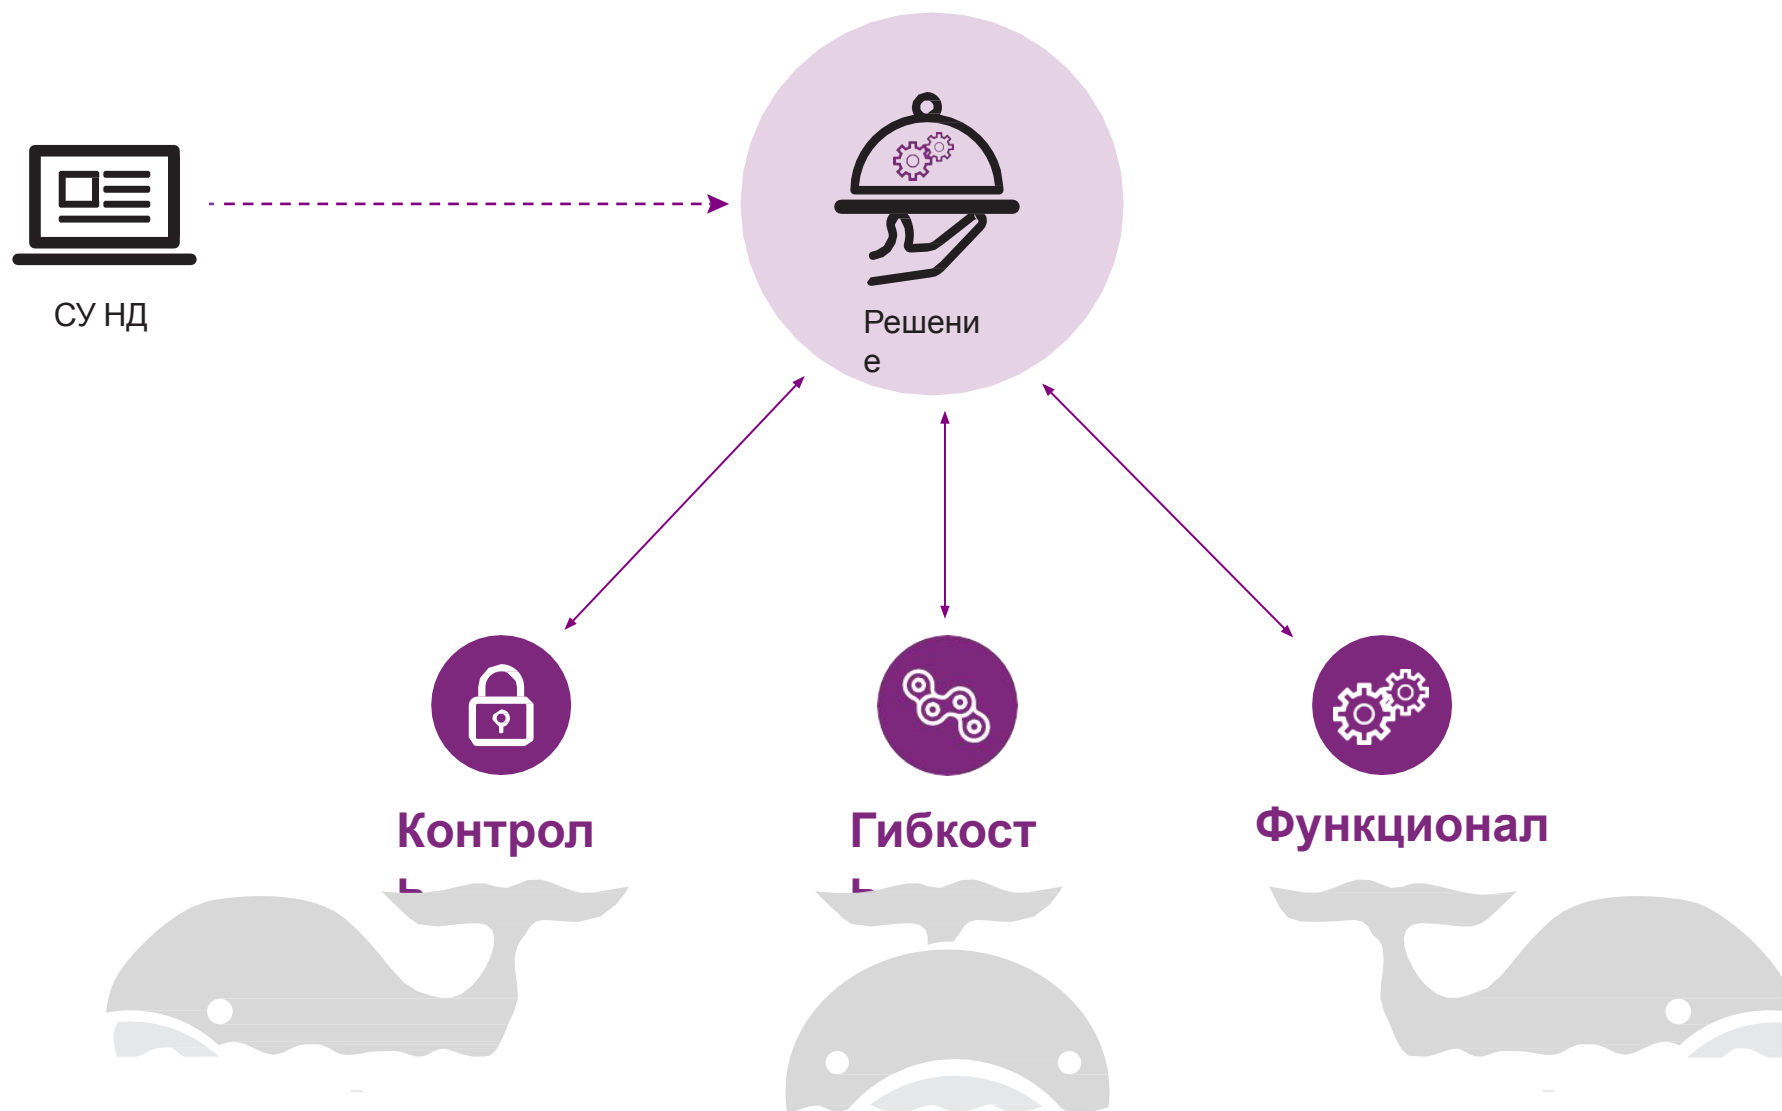 СУ НД
Решени
е
Контрол
ь
Гибкост
ь
Функционал